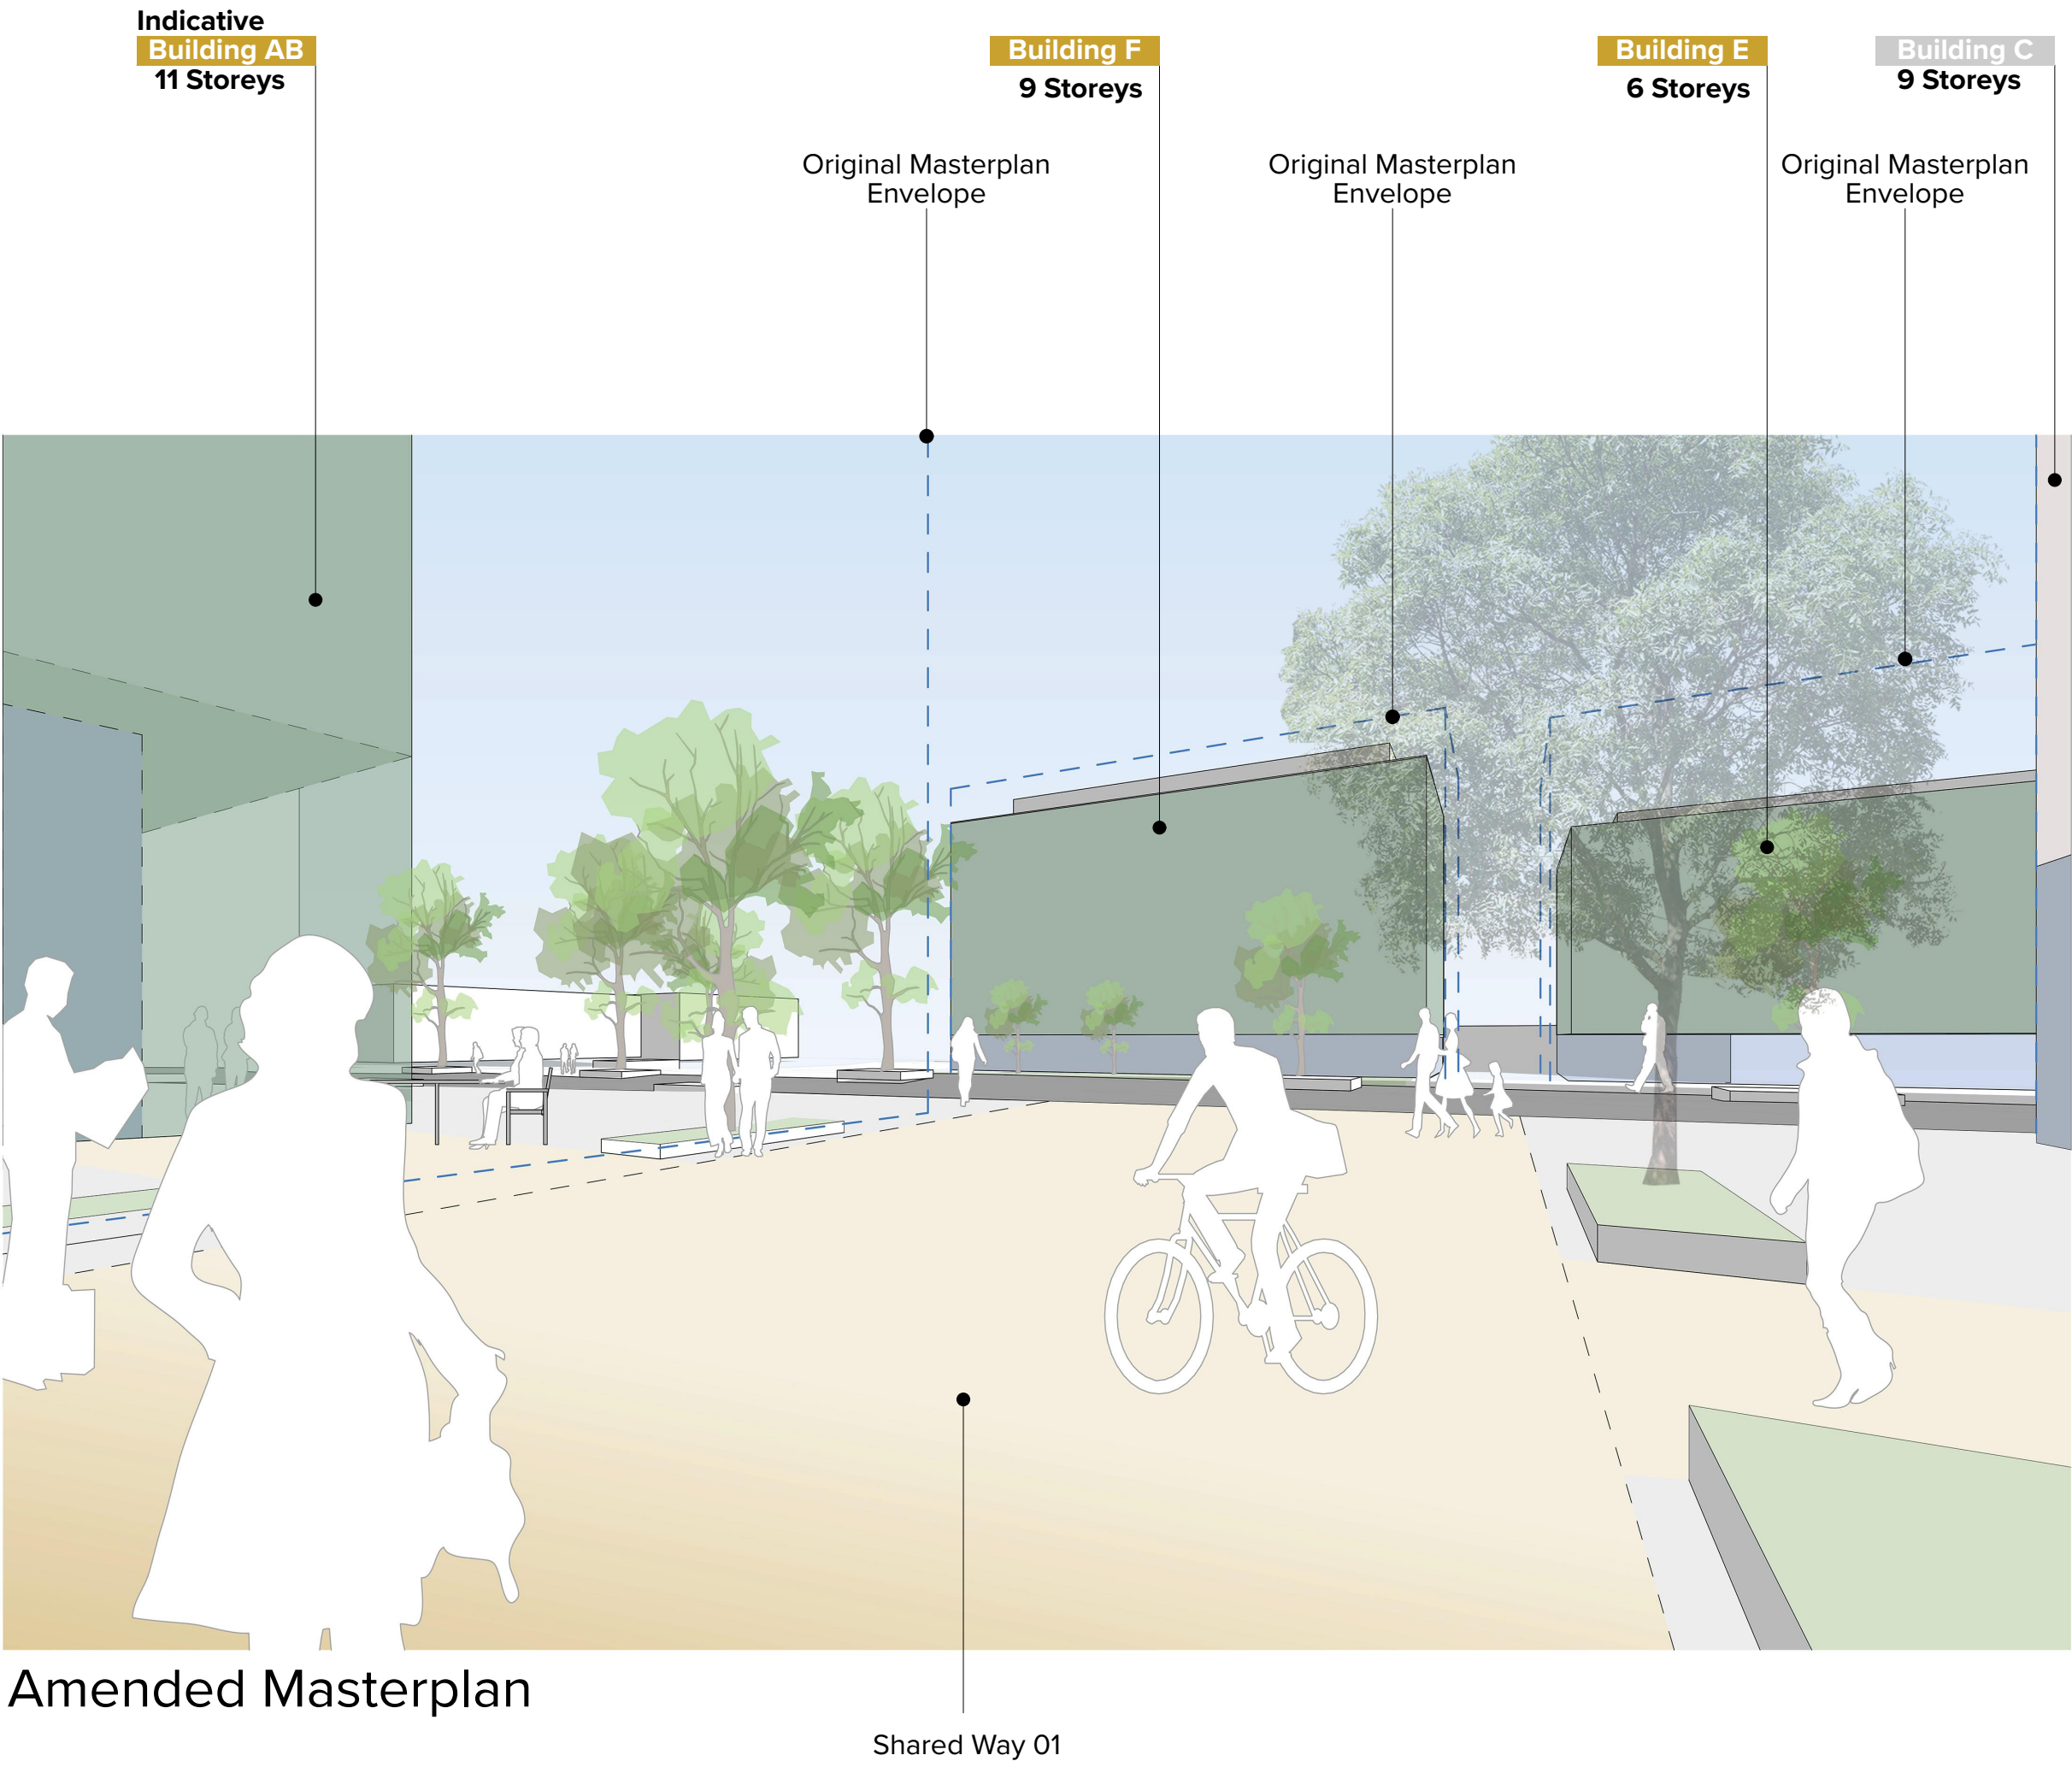 Indicative
Building AB
11 Storeys
Building F
9 Storeys
Building E
6 Storeys
Building C
9 Storeys
Original Masterplan
Envelope
Original Masterplan
Envelope
Original Masterplan
Envelope
Amended Masterplan
Shared Way 01